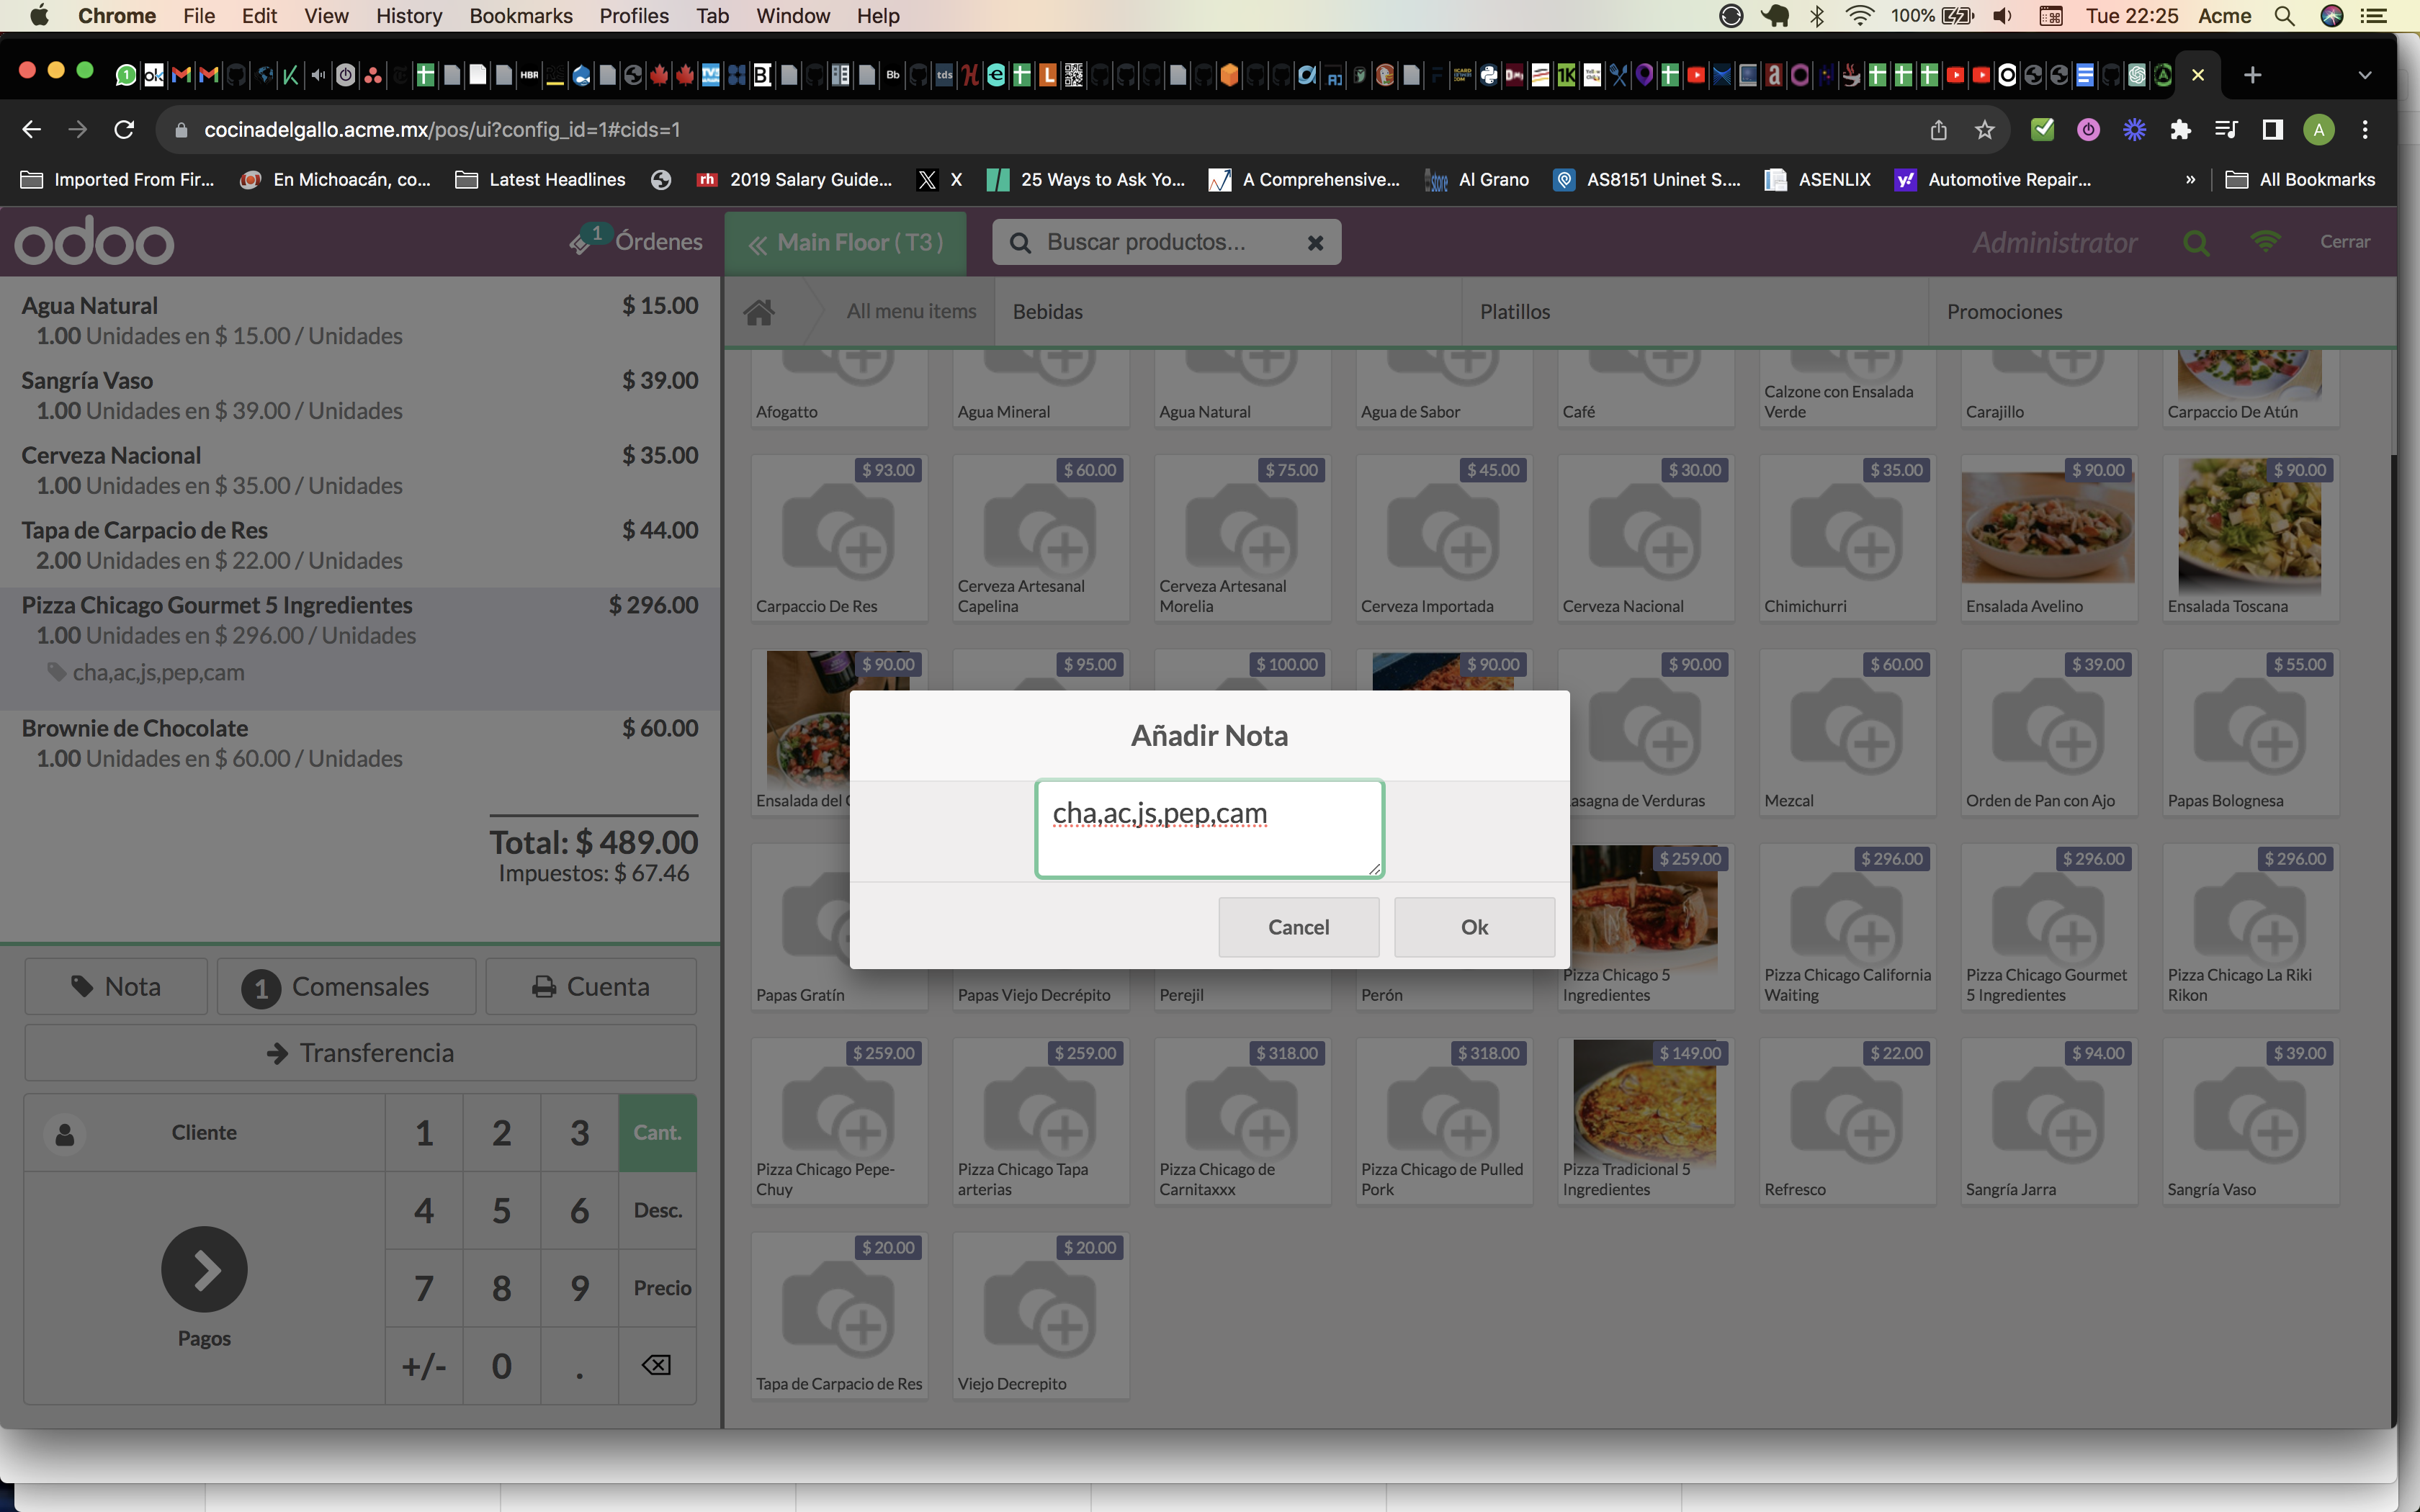 Chrome File Edit View History Bookmarks Profiles Tab Window Help
100% Tue 22:25 Acme
cocinadelgallo.acme.mx/pos/ui?config_id=1#cids=1
A
Imported From Fir... En Michoacán, co... Latest Headlines rh 2019 Salary Guide... X 25 Ways to Ask Yo... A Comprehensive... store Al Grano AS8151 Uninet S.... ASENLIX y! Automotive Repair... » All Bookmarks
odoo
1 Órdenes
Main Floor ( T3 )
Buscar productos...
Administrator
Cerrar
Agua Natural $ 15.00
1.00 Unidades en $ 15.00 / Unidades
Sangría Vaso $ 39.00
1.00 Unidades en $ 39.00 / Unidades
Cerveza Nacional $ 35.00
1.00 Unidades en $ 35.00 / Unidades
Tapa de Carpacio de Res $ 44.00
2.00 Unidades en $ 22.00 / Unidades
Pizza Chicago Gourmet 5 Ingredientes $ 296.00
1.00 Unidades en $ 296.00 / Unidades
cha,ac,js,pep,cam
Brownie de Chocolate $ 60.00
1.00 Unidades en $ 60.00 / Unidades
Total: $ 489.00
Impuestos: $ 67.46
Nota
1 Comensales
Cuenta
Transferencia
Cliente
1 2 3 Cant.
4 5 6 Desc.
7 8 9 Precio
+/- 0 .
Pagos
All menu items Bebidas Platillos Promociones
Afogatto
Agua Mineral
Agua Natural
Agua de Sabor
Café
Calzone con Ensalada
Verde
Carajillo
Carpaccio De Atún
$ 93.00
Carpaccio De Res
$ 60.00
Cerveza Artesanal
Capelina
$ 75.00
Cerveza Artesanal
Morelia
$ 45.00
Cerveza Importada
$ 30.00
Cerveza Nacional
$ 35.00
Chimichurri
$ 90.00
Ensalada Avelino
$ 90.00
Ensalada Toscana
$ 90.00
Ensalada del
$ 95.00
$ 100.00
$ 90.00
$ 90.00
asagna de Verduras
$ 60.00
Mezcal
$ 39.00
Orden de Pan con Ajo
$ 55.00
Papas Bolognesa
Añadir Nota
cha,ac,js,pep,cam
Cancel
Ok
Papas Gratín
Papas Viejo Decrépito
Perejil
Perón
$ 259.00
Pizza Chicago 5
Ingredientes
$ 296.00
Pizza Chicago California
Waiting
$ 296.00
Pizza Chicago Gourmet
5 Ingredientes
$ 296.00
Pizza Chicago La Riki
Rikon
$ 259.00
Pizza Chicago Pepe-
Chuy
$ 259.00
Pizza Chicago Tapa
arterias
$ 318.00
Pizza Chicago de
Carnitaxxx
$ 318.00
Pizza Chicago de Pulled
Pork
$ 149.00
Pizza Tradicional 5
Ingredientes
$ 22.00
Refresco
$ 94.00
Sangría Jarra
$ 39.00
Sangría Vaso
$ 20.00
Tapa de Carpacio de Res
$ 20.00
Viejo Decrepito